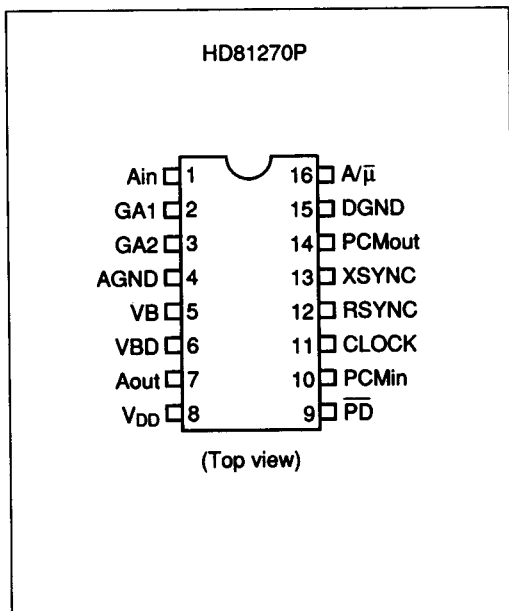 HD81270P
Ain 1 16 A/μ̅
GA1 2 15 DGND
GA2 3 14 PCMout
AGND 4 13 XSYNC
VB 5 12 RSYNC
VBD 6 11 CLOCK
Aout 7 10 PCMin
VDD 8 9 P̅D̅
(Top view)